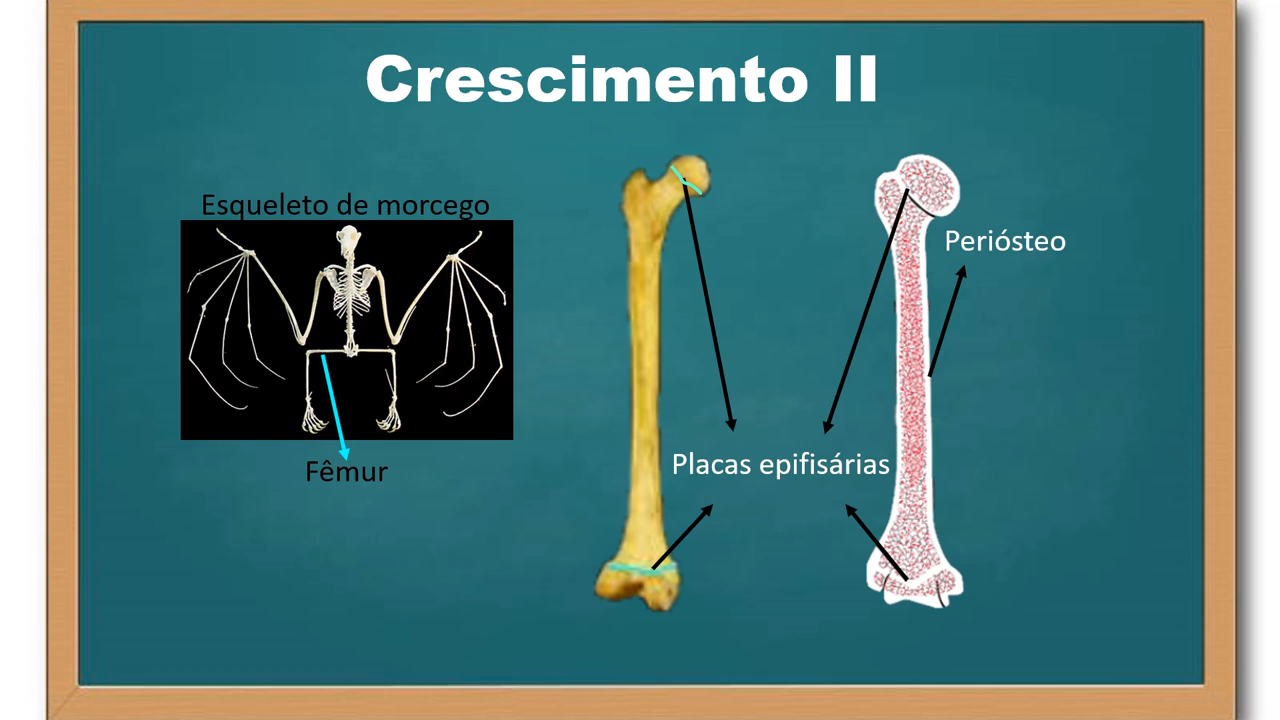 Crescimento II
Esqueleto de morcego
Fêmur
Periósteo
Placas epifisárias